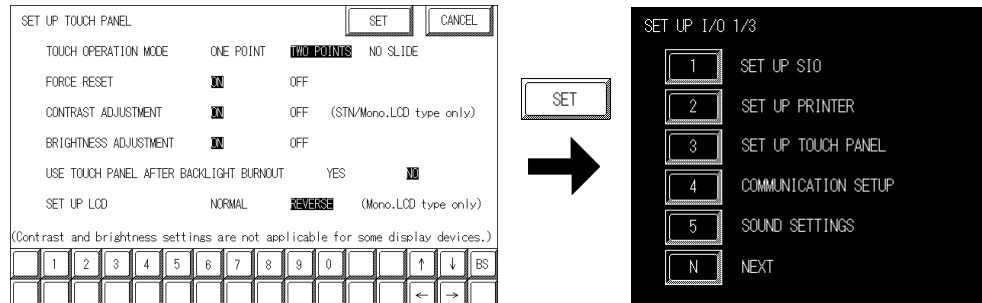 SET UP TOUCH PANEL SET CANCEL
TOUCH OPERATION MODE ONE POINT TWO POINTS NO SLIDE
FORCE RESET ON OFF
CONTRAST ADJUSTMENT ON OFF (STN/Mono.LCD type only)
BRIGHTNESS ADJUSTMENT ON OFF
USE TOUCH PANEL AFTER BACKLIGHT BURNOUT YES NO
SET UP LCD NORMAL REVERSE (Mono.LCD type only)
(Contrast and brightness settings are not applicable for some display devices.)
1 2 3 4 5 6 7 8 9 0 ↑ ↓ BS
← →
SET
SET UP I/O 1/3
1 SET UP SIO
2 SET UP PRINTER
3 SET UP TOUCH PANEL
4 COMMUNICATION SETUP
5 SOUND SETTINGS
N NEXT